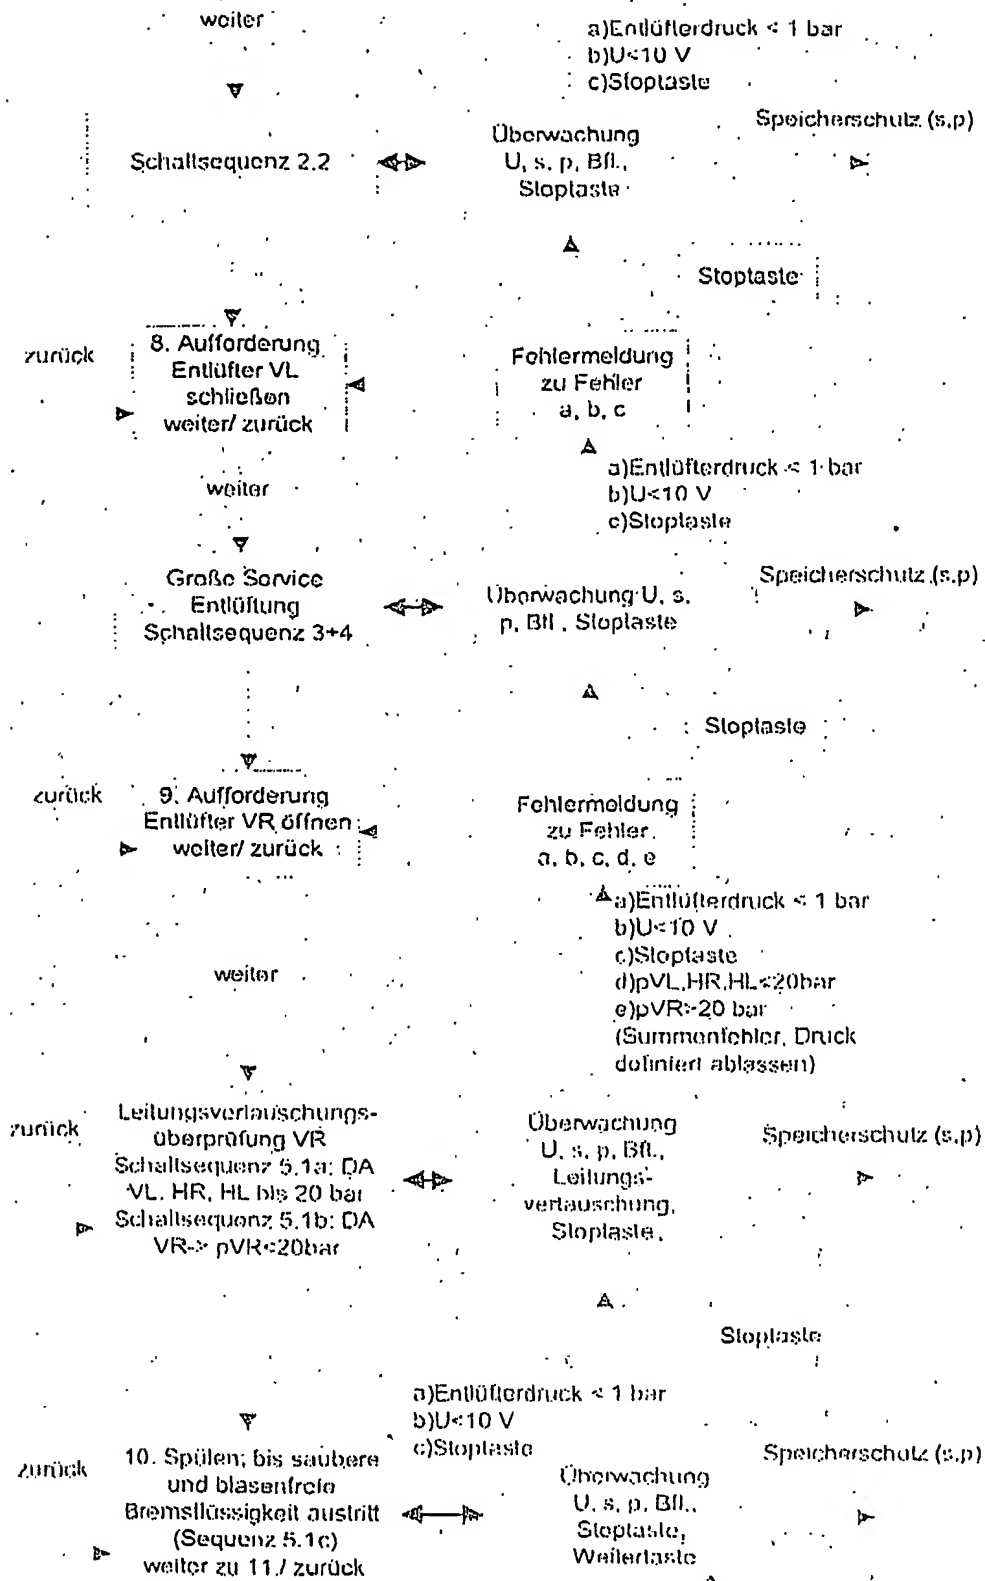 weiter
a)Entlüfterdruck < 1 bar
b)U<10 V
c)Stoptaste
Schaltsequenz 2.2
Überwachung
U, s, p, Bfl.,
Stoptaste
Speicherschutz (s,p)
Stoptaste
zurück
8. Aufforderung
Entlüfter VL
schließen
weiter/ zurück
Fehlermeldung
zu Fehler
a, b, c
weiter
a)Entlüfterdruck < 1 bar
b)U<10 V
c)Stoptaste
Große Service
Entlüftung
Schaltsequenz 3+4
Überwachung U, s,
p, Bfl., Stoptaste
Speicherschutz (s,p)
Stoptaste
zurück
9. Aufforderung
Entlüfter VR öffnen
weiter/ zurück
Fehlermeldung
zu Fehler
a, b, c, d, e
weiter
a)Entlüfterdruck < 1 bar
b)U<10 V
c)Stoptaste
d)pVL,HR,HL<20bar
e)pVR>20 bar
(Summenfehler, Druck
definiert ablassen)
zurück
Leitungsvertauschungs-
überprüfung VR
Schaltsequenz 5.1a: DA
VL, HR, HL bis 20 bar
Schaltsequenz 5.1b: DA
VR-> pVR<20bar
Überwachung
U, s, p, Bfl.,
Leitungs-
vertauschung,
Stoptaste,
Speicherschutz (s,p)
Stoptaste
a)Entlüfterdruck < 1 bar
b)U<10 V
c)Stoptaste
zurück
10. Spülen; bis saubere
und blasenfreie
Bremsflüssigkeit austritt
(Sequenz 5.1c)
weiter zu 11./ zurück
Überwachung
U, s, p, Bfl.,
Stoptaste,
Weitertaste
Speicherschutz (s,p)